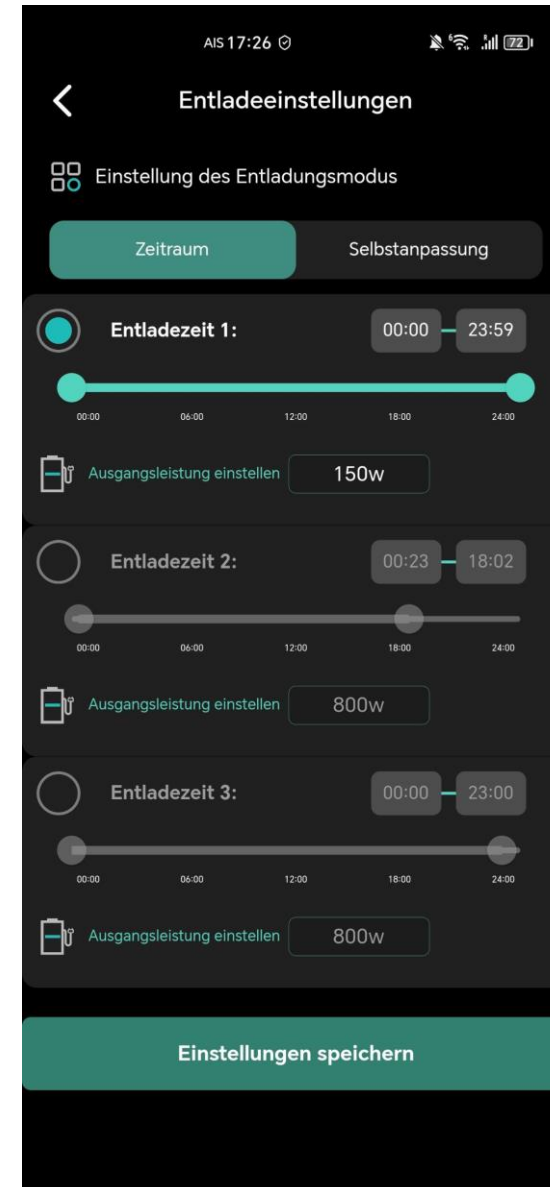 AIS 17:26 72
Entladeeinstellungen
Einstellung des Entladungsmodus
Zeitraum Selbstanpassung
Entladezeit 1: 00:00 23:59
00:00 06:00 12:00 18:00 24:00
Ausgangsleistung einstellen 150w
Entladezeit 2: 00:23 18:02
00:00 06:00 12:00 18:00 24:00
Ausgangsleistung einstellen 800w
Entladezeit 3: 00:00 23:00
00:00 06:00 12:00 18:00 24:00
Ausgangsleistung einstellen 800w
Einstellungen speichern